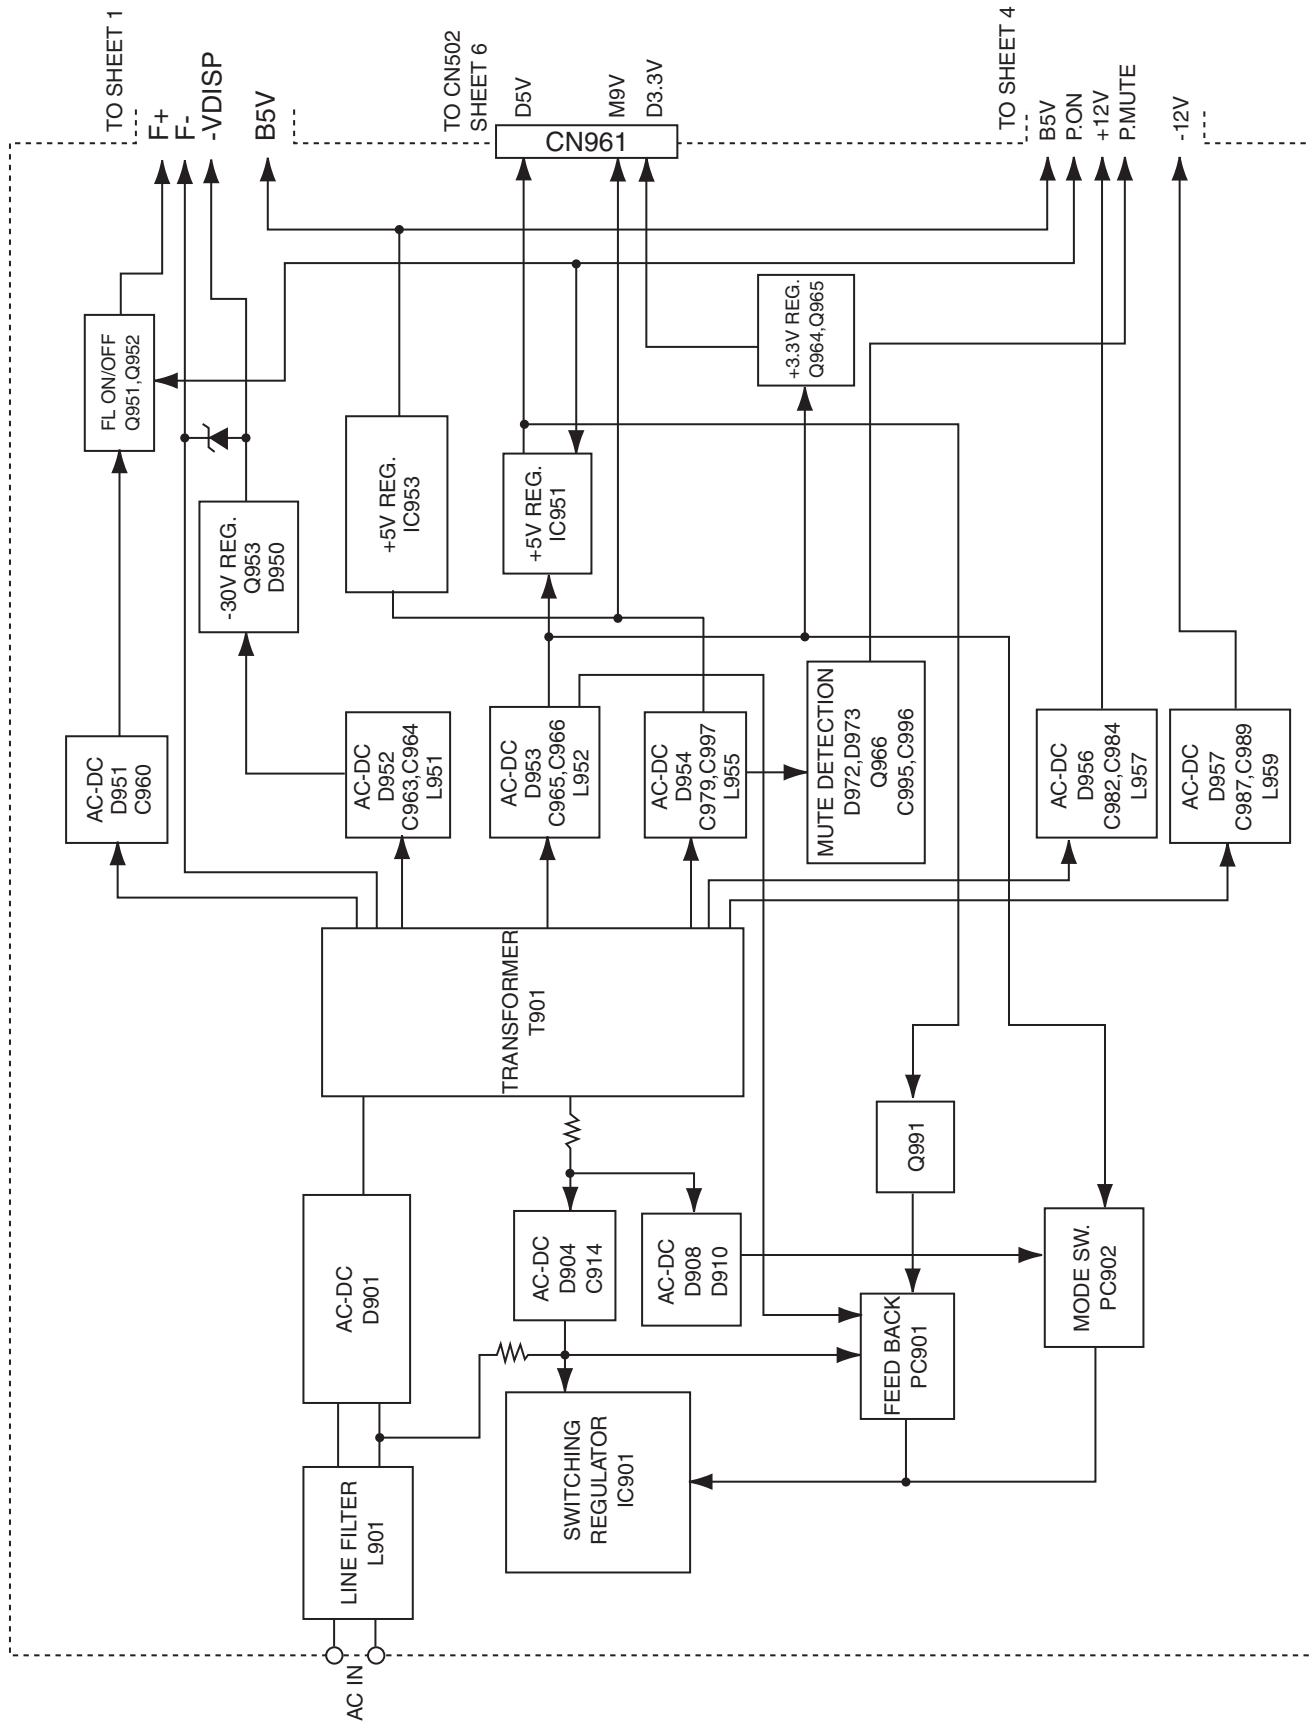 AC IN
LINE FILTER
L901
AC-DC
D901
SWITCHING
REGULATOR
IC901
AC-DC
D904
C914
AC-DC
D908
D910
FEED BACK
PC901
MODE SW.
PC902
Q991
TRANSFORMER
T901
AC-DC
D951
C960
AC-DC
D952
C963,C964
L951
AC-DC
D953
C965,C966
L952
AC-DC
D954
C979,C997
L955
MUTE DETECTION
D972,D973
Q966
C995,C996
AC-DC
D956
C982,C984
L957
AC-DC
D957
C987,C989
L959
-30V REG.
Q953
D950
+5V REG.
IC953
+5V REG.
IC951
FL ON/OFF
Q951,Q952
+3.3V REG.
Q964,Q965
TO SHEET 1
F+
F-
-VDISP
B5V
TO CN502
SHEET 6
CN961
D5V
M9V
D3.3V
TO SHEET 4
B5V
P.ON
+12V
P.MUTE
-12V